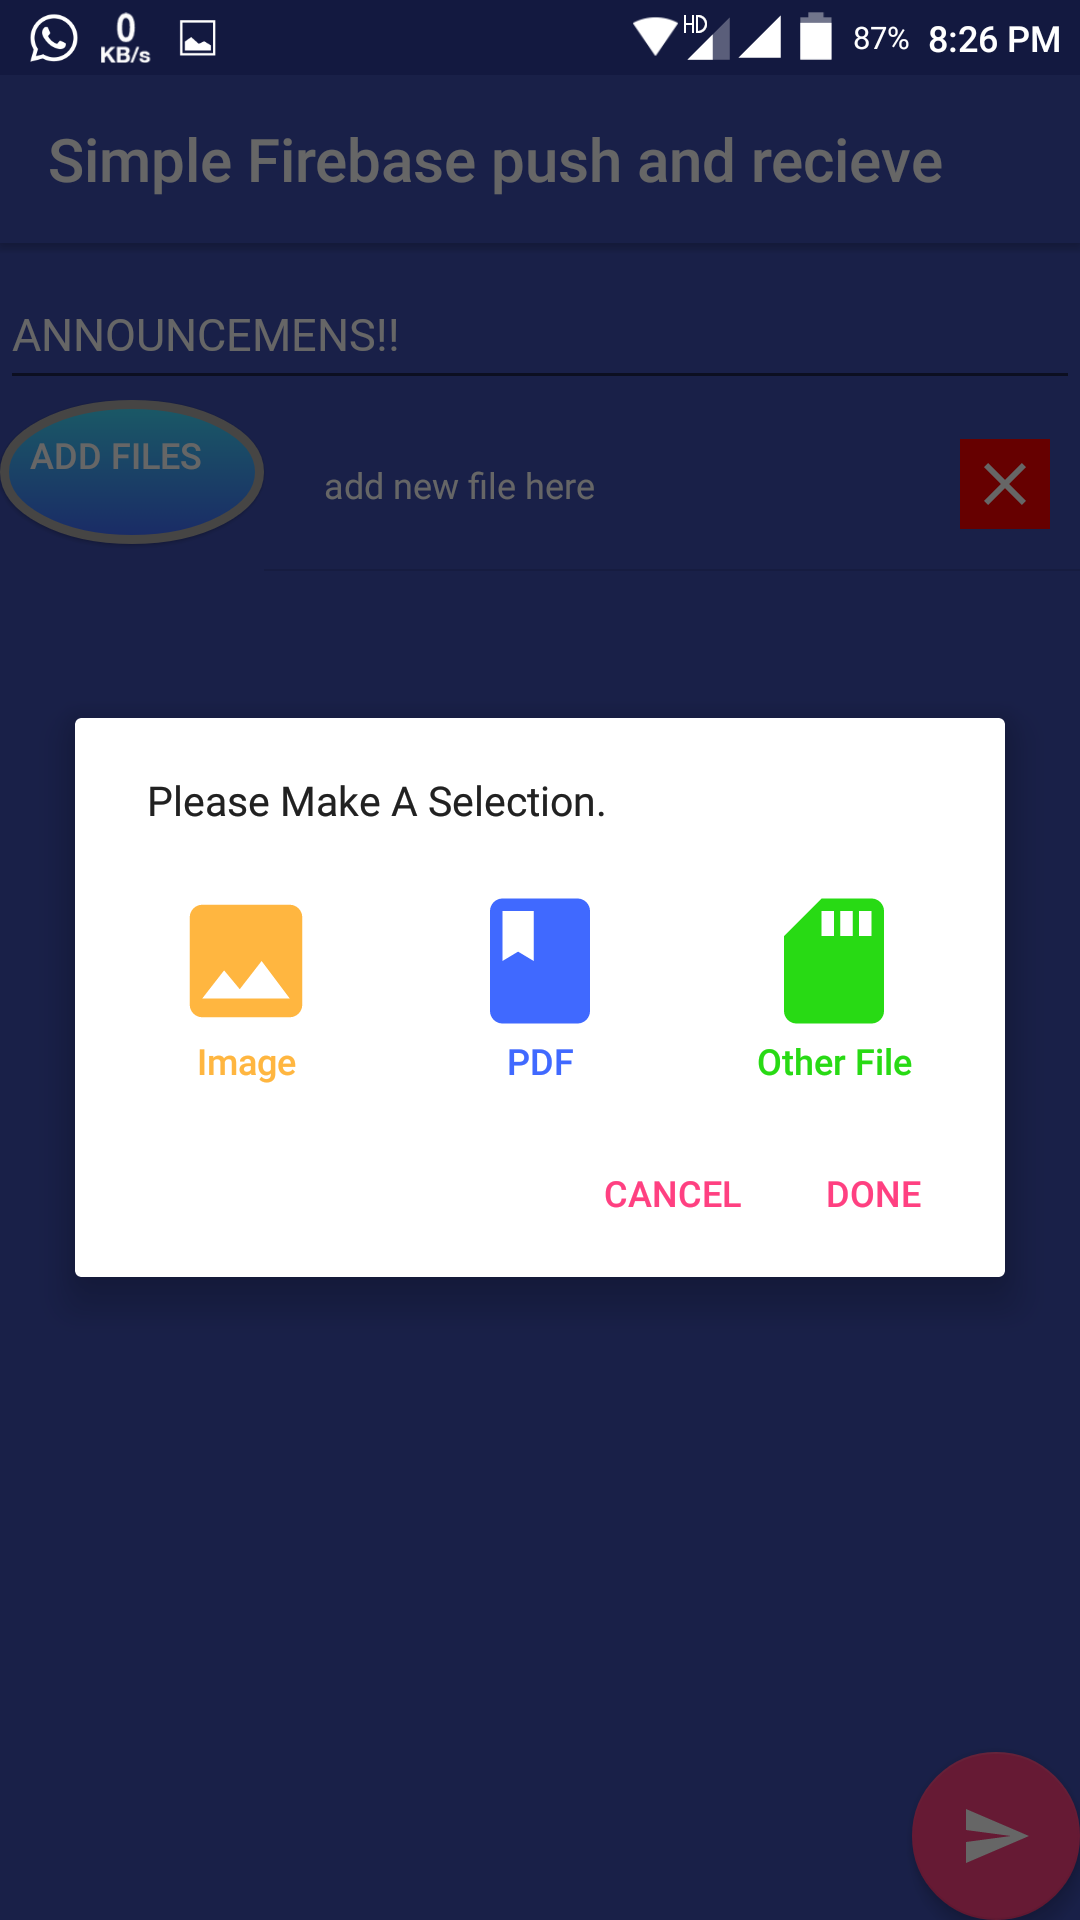 0
KB/s
HD
87% 8:26 PM
Simple Firebase push and recieve
ANNOUNCEMENS!!
ADD FILES
add new file here
Please Make A Selection.
Image PDF Other File
CANCEL DONE